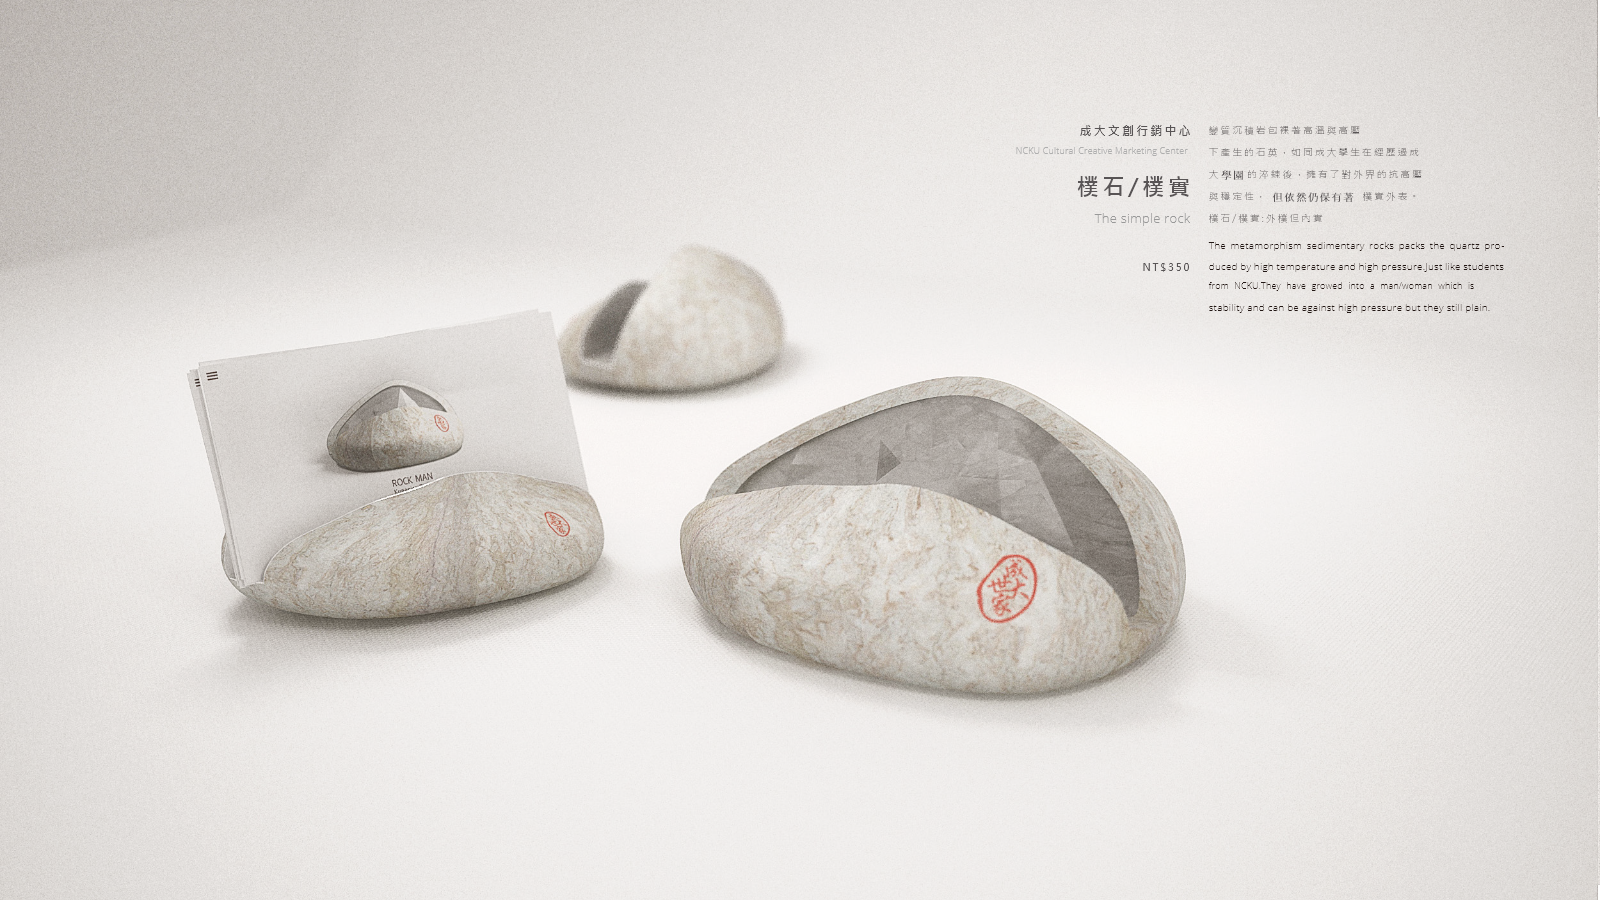 成大文創行銷中心
NCKU Cultural Creative Marketing Center
樸石/樸實
The simple rock
NT$350
變質沉積岩包裸著高溫與高壓
下產生的石英，如同成大學生在經歷過成
大學園的淬鍊後，擁有了對外界的抗高壓
與穩定性， 但依然仍保有著 樸實外表。
樸石/樸實:外樸但內實
The metamorphism sedimentary rocks packs the quartz pro-
duced by high temperature and high pressure.Just like students
from NCKU.They have growed into a man/woman which is
stability and can be against high pressure but they still plain.
ROCK MAN
成大
世家